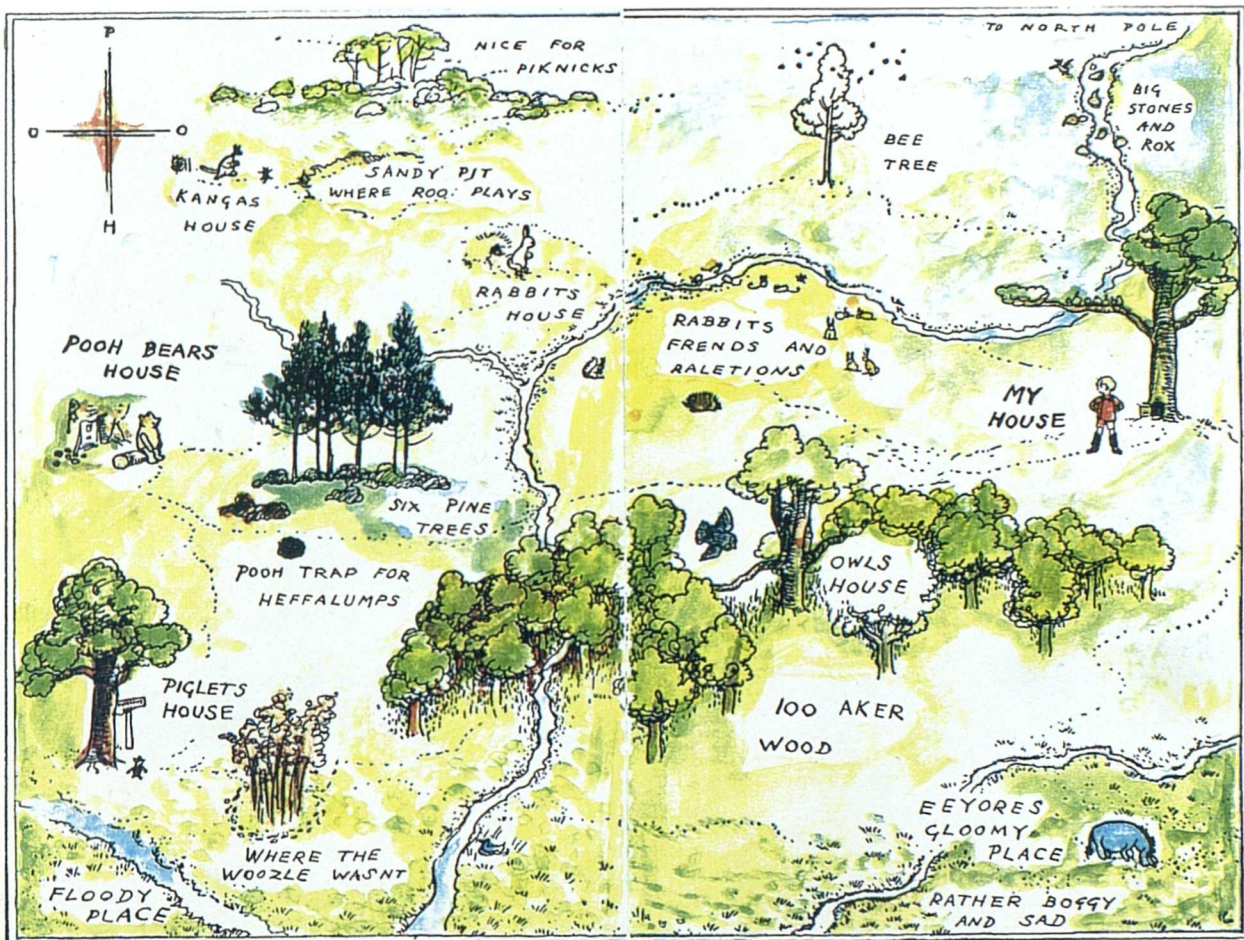 P
O
O
H
NICE FOR
PIKNICKS
TO NORTH POLE
BIG
STONES
AND
ROX
BEE
TREE
KANGAS
HOUSE
SANDY PIT
WHERE ROO PLAYS
RABBITS
HOUSE
RABBITS
FRENDS AND
RALETIONS
POOH BEARS
HOUSE
MY
HOUSE
SIX PINE
TREES
POOH TRAP FOR
HEFFALUMPS
OWLS
HOUSE
PIGLETS
HOUSE
100 AKER
WOOD
WHERE THE
WOOZLE WASNT
FLOODY
PLACE
EEYORES
GLOOMY
PLACE
RATHER BOGGY
AND SAD